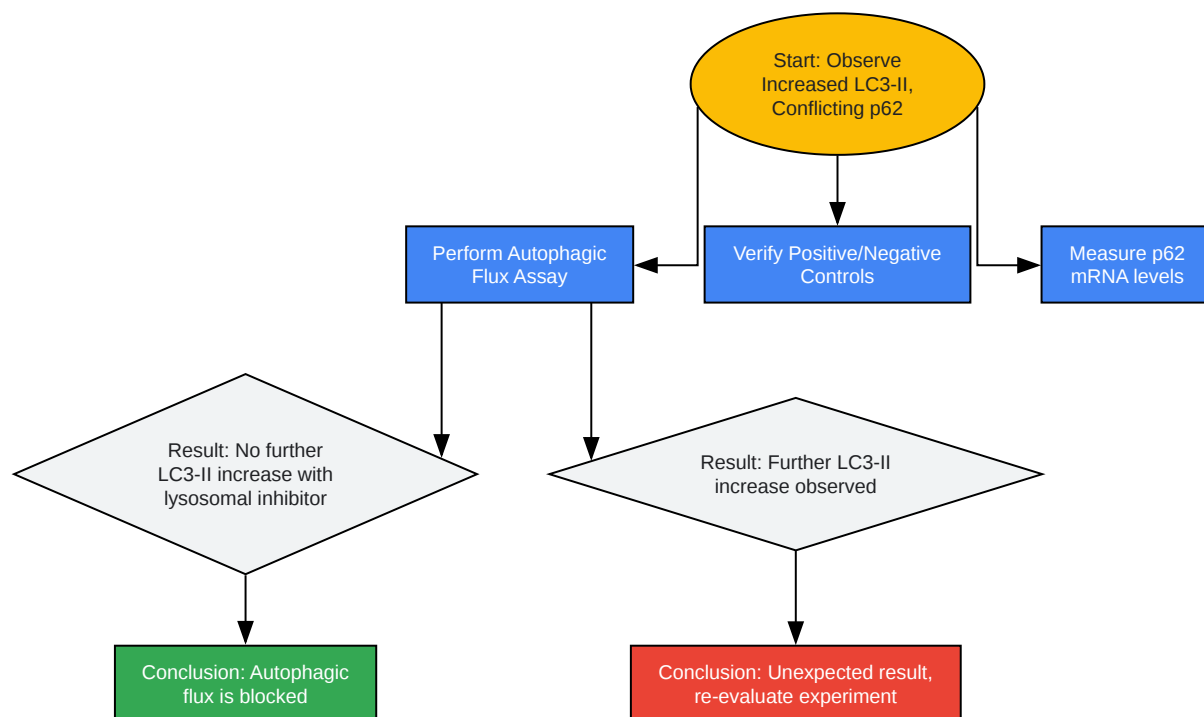 Start: Observe
Increased LC3-II,
Conflicting p62
Perform Autophagic
Flux Assay
Verify Positive/Negative
Controls
Measure p62
mRNA levels
Result: No further
LC3-II increase with
lysosomal inhibitor
Result: Further LC3-II
increase observed
Conclusion: Autophagic
flux is blocked
Conclusion: Unexpected result,
re-evaluate experiment